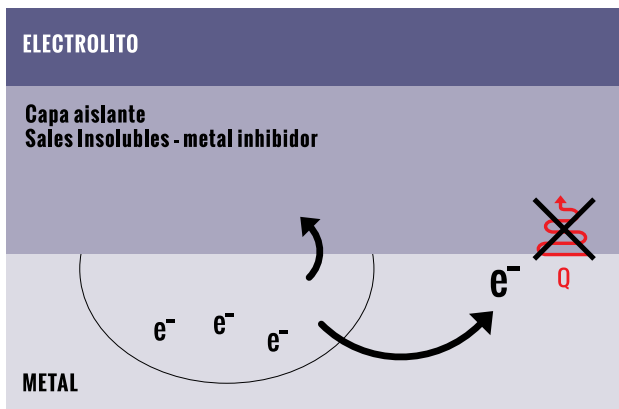 ELECTROLITO
Capa aislante
Sales Insolubles - metal inhibidor
e⁻
Q
e⁻ e⁻ e⁻
METAL